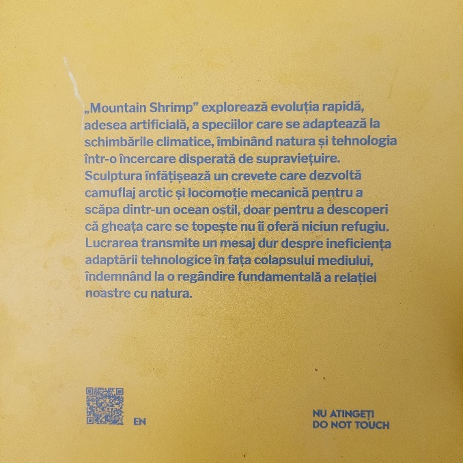 „Mountain Shrimp” explorează evoluția rapidă,
adesea artificială, a speciilor care se adaptează la
schimbările climatice, îmbinând natura și tehnologia
într-o încercare disperată de supraviețuire.
Sculptura înfățișează un crevete care dezvoltă
camuflaj arctic și locomoție mecanică pentru a
scăpa dintr-un ocean ostil, doar pentru a descoperi
că gheața care se topește nu îi oferă niciun refugiu.
Lucrarea transmite un mesaj dur despre ineficiența
adaptării tehnologice în fața colapsului mediului,
îndemnând la o regândire fundamentală a relației
noastre cu natura.
EN
NU ATINGEȚI
DO NOT TOUCH